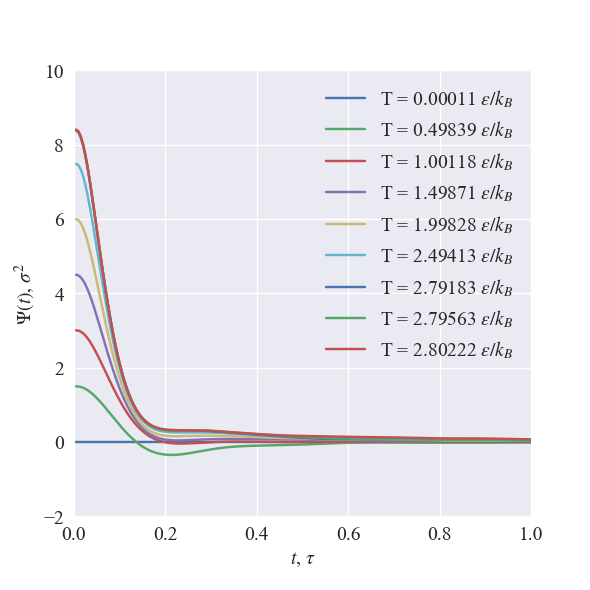 10
8
6
4
2
0
−2
Ψ(t), σ²
T = 0.00011 ε/k_B
T = 0.49839 ε/k_B
T = 1.00118 ε/k_B
T = 1.49871 ε/k_B
T = 1.99828 ε/k_B
T = 2.49413 ε/k_B
T = 2.79183 ε/k_B
T = 2.79563 ε/k_B
T = 2.80222 ε/k_B
0.0 0.2 0.4 0.6 0.8 1.0
t, τ